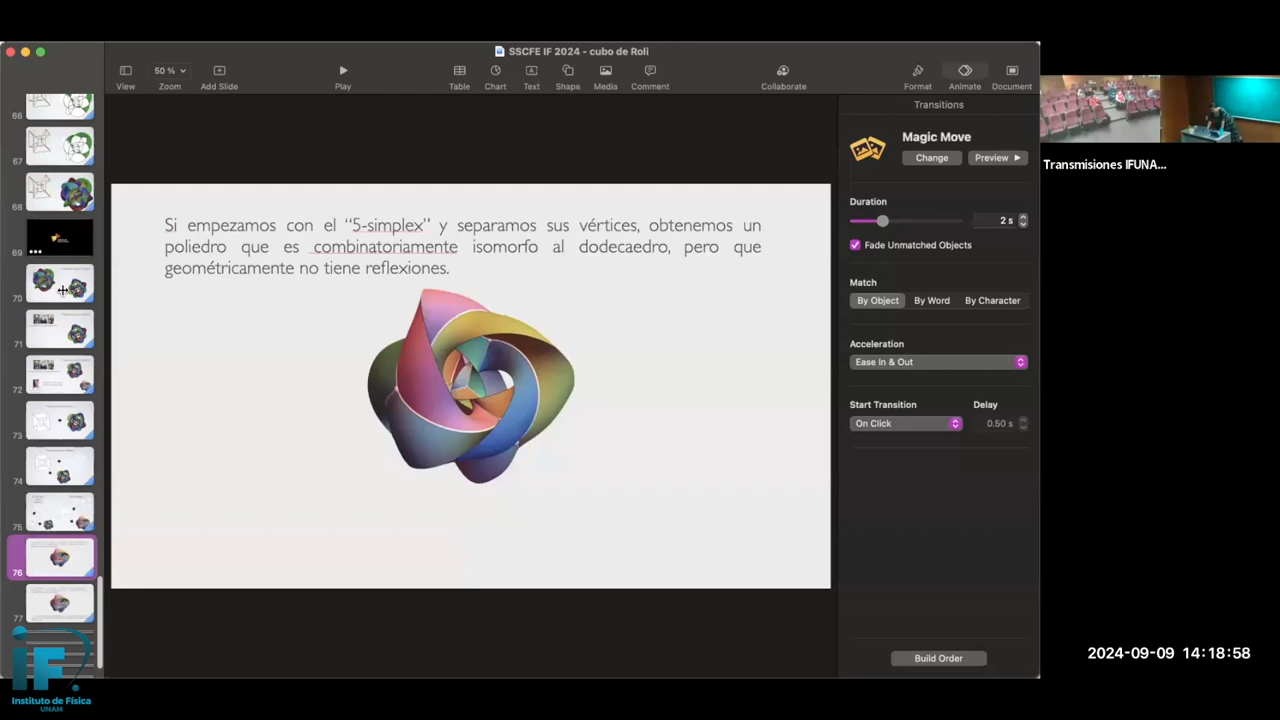 SSCFE IF 2024 - cubo de Roli
50 %
View
Zoom
Add Slide
Play
Table
Chart
Text
Shape
Media
Comment
Collaborate
Format
Animate
Document
66
67
68
69
70
71
72
73
74
75
76
77
Si empezamos con el “5-simplex” y separamos sus vértices, obtenemos un
poliedro que es combinatoriamente isomorfo al dodecaedro, pero que
geométricamente no tiene reflexiones.
Transitions
Magic Move
Change
Preview
Duration
2 s
Fade Unmatched Objects
Match
By Object
By Word
By Character
Acceleration
Ease In & Out
Start Transition
Delay
On Click
0.50 s
Build Order
Transmisiones IFUNA...
2024-09-09 14:18:58
IF
Instituto de Física
UNAM